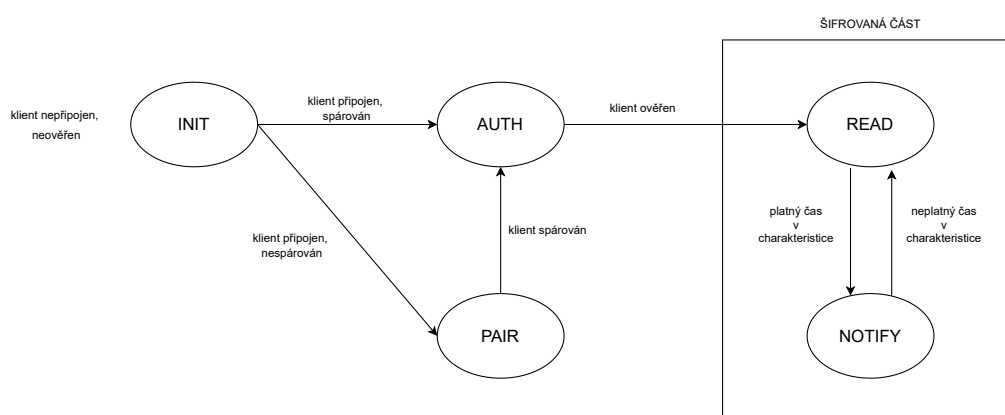 ŠIFROVANÁ ČÁST
klient nepřipojen,
neověřen
INIT
klient připojen,
spárován
AUTH
klient ověřen
READ
klient připojen,
nespárován
klient spárován
platný čas
v
charakteristice
neplatný čas
v
charakteristice
PAIR
NOTIFY